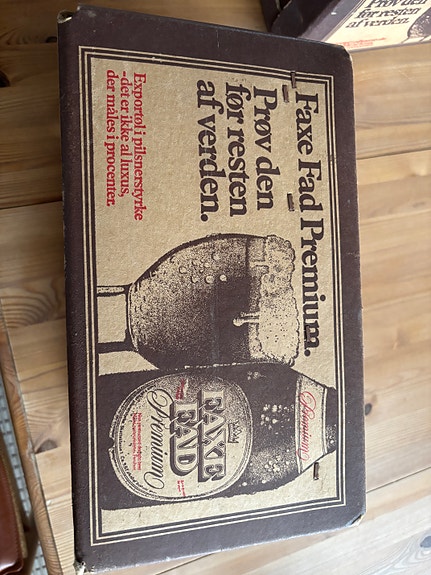 Faxe Fad Premium.
Prøv den
før resten
af verden.
Exportøl i pilsnerstyrke
-det er ikke al luxus,
der måles i procenter.
FAXE
FAD
Premium
Premium
Prøv den
før resten
af verden.